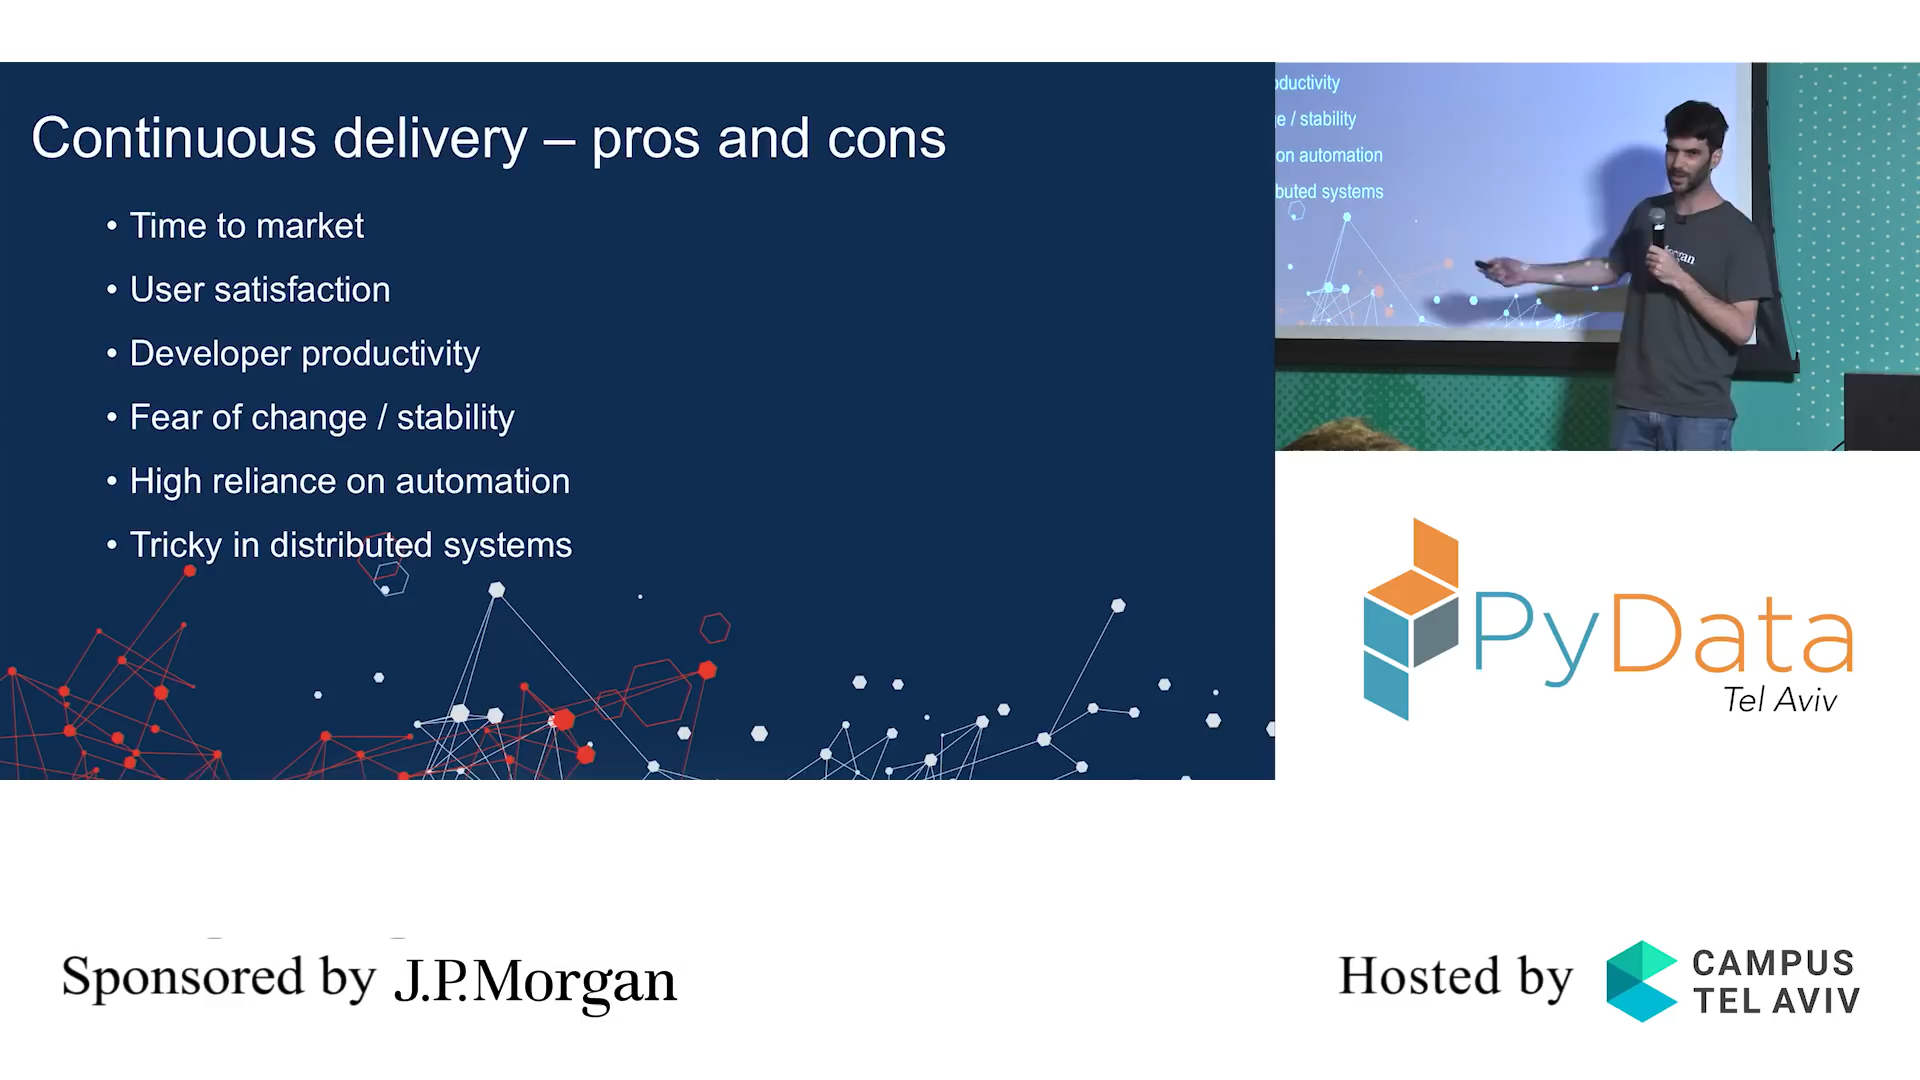 Continuous delivery – pros and cons
• Time to market
• User satisfaction
• Developer productivity
• Fear of change / stability
• High reliance on automation
• Tricky in distributed systems
ductivity
e / stability
on automation
buted systems
PyData
Tel Aviv
Sponsored by J.P.Morgan
Hosted by CAMPUS
TEL AVIV